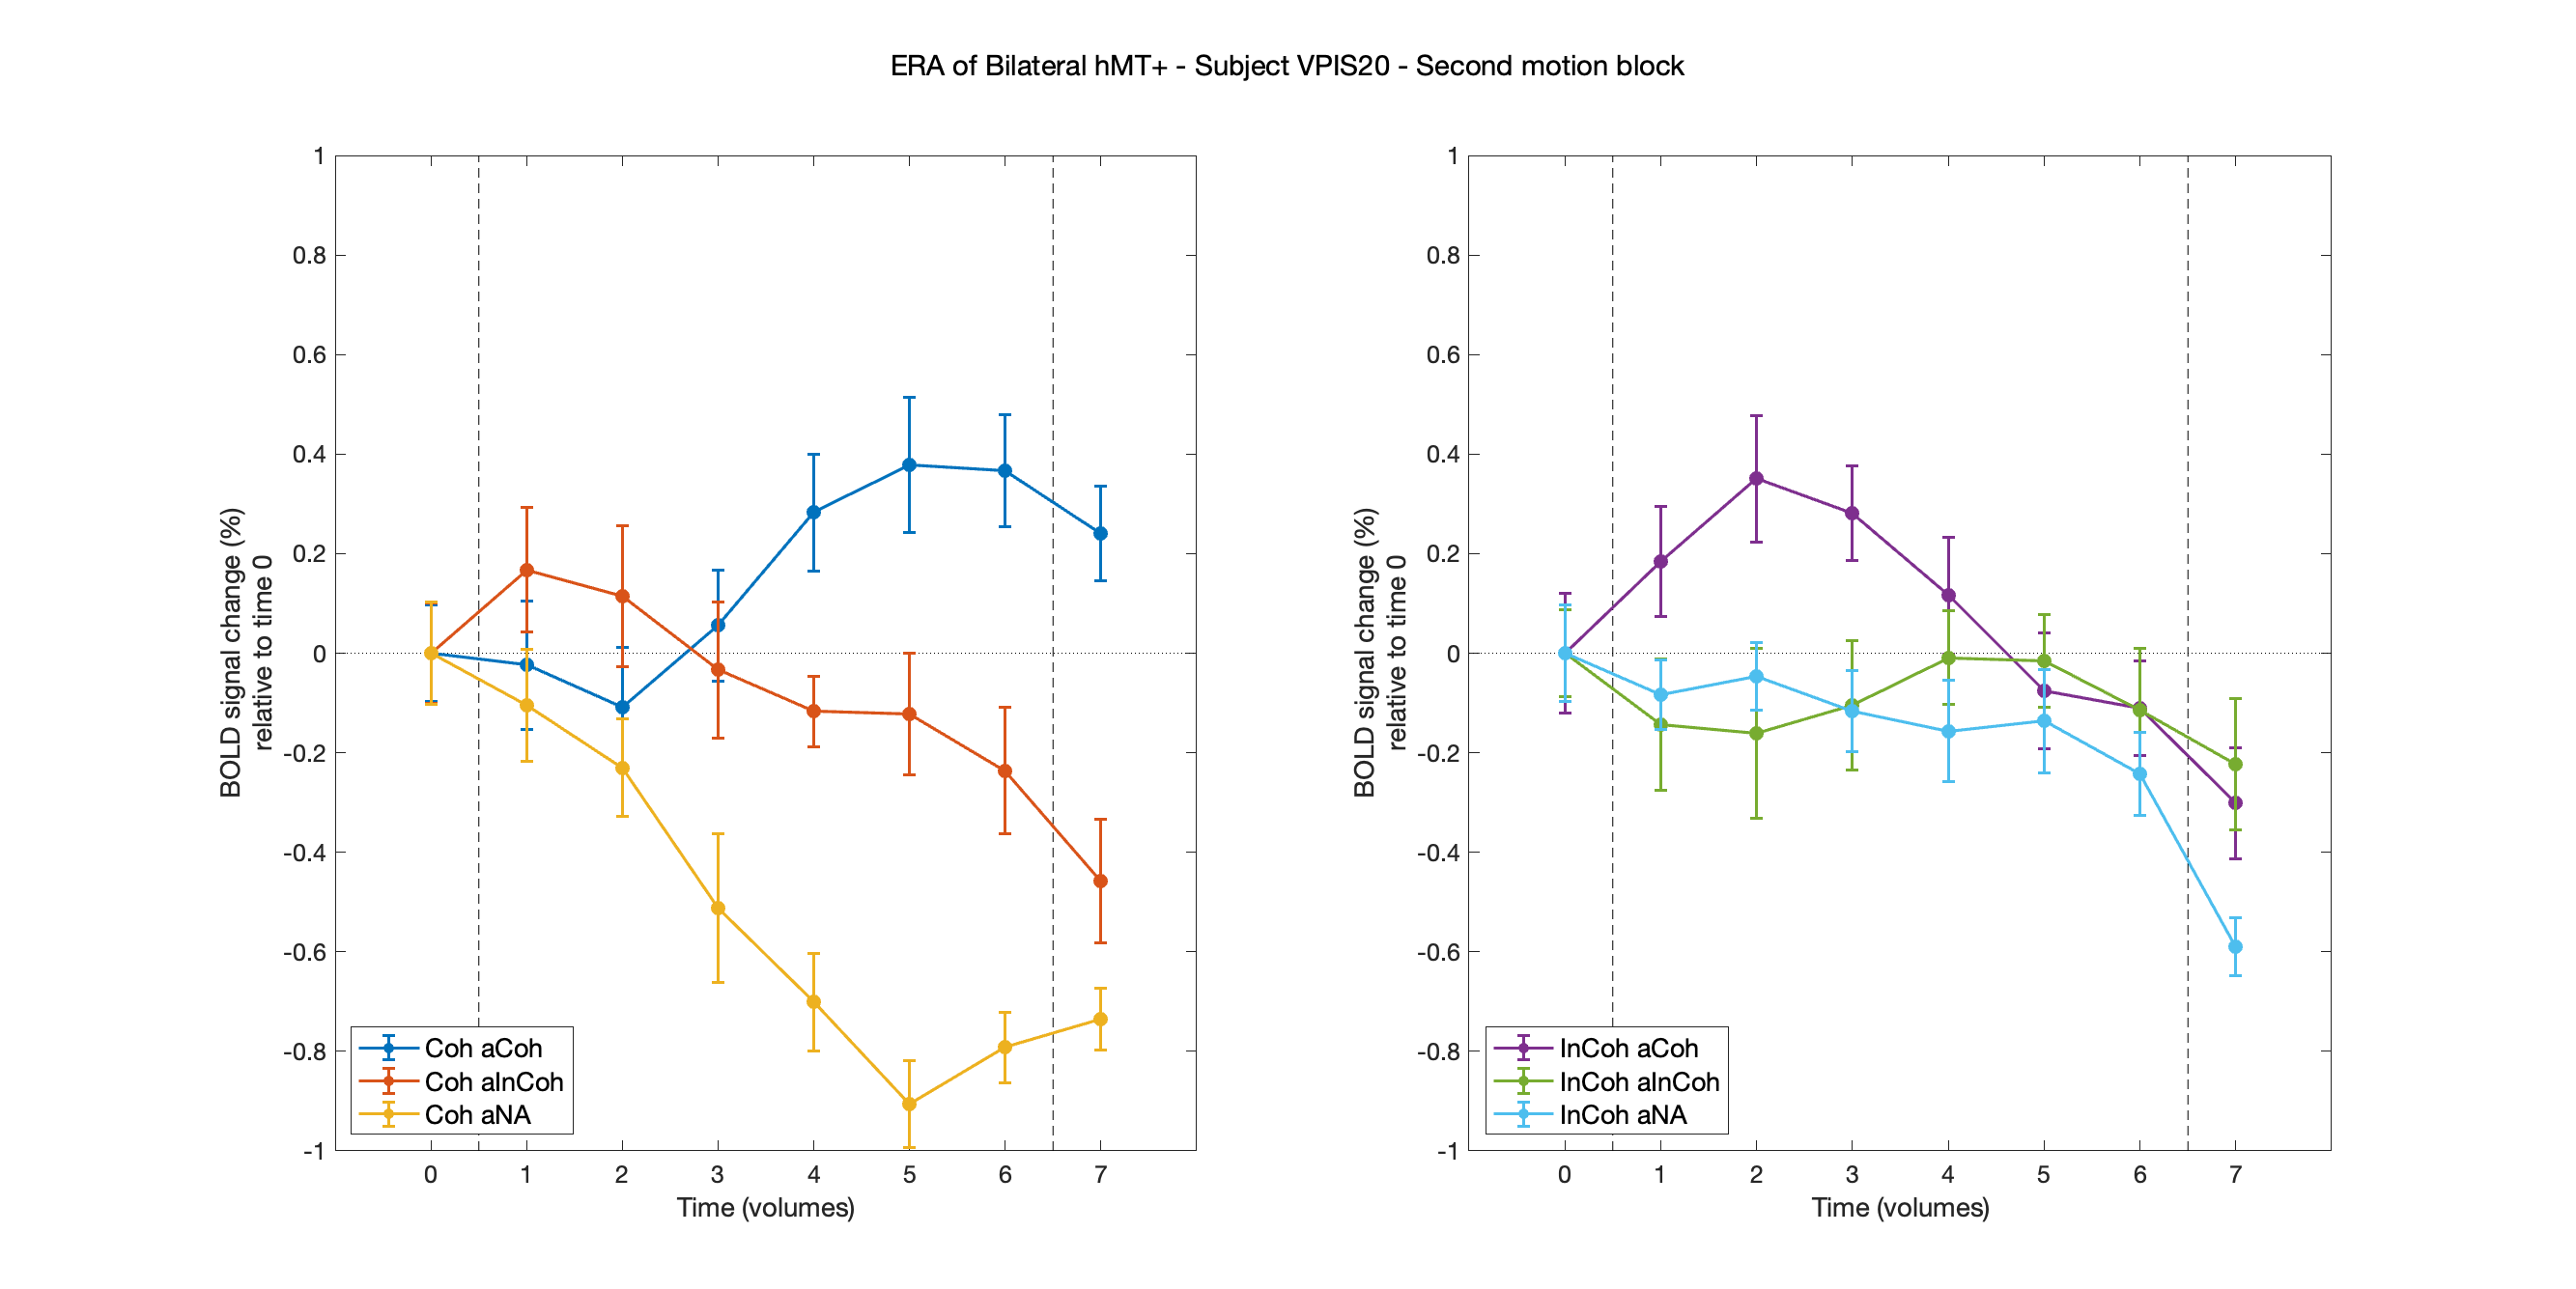 ERA of Bilateral hMT+ - Subject VPIS20 - Second motion block
BOLD signal change (%)
relative to time 0
1
0.8
0.6
0.4
0.2
0
-0.2
-0.4
-0.6
-0.8
-1
Coh aCoh
Coh aInCoh
Coh aNA
0 1 2 3 4 5 6 7
Time (volumes)
BOLD signal change (%)
relative to time 0
1
0.8
0.6
0.4
0.2
0
-0.2
-0.4
-0.6
-0.8
-1
InCoh aCoh
InCoh aInCoh
InCoh aNA
0 1 2 3 4 5 6 7
Time (volumes)